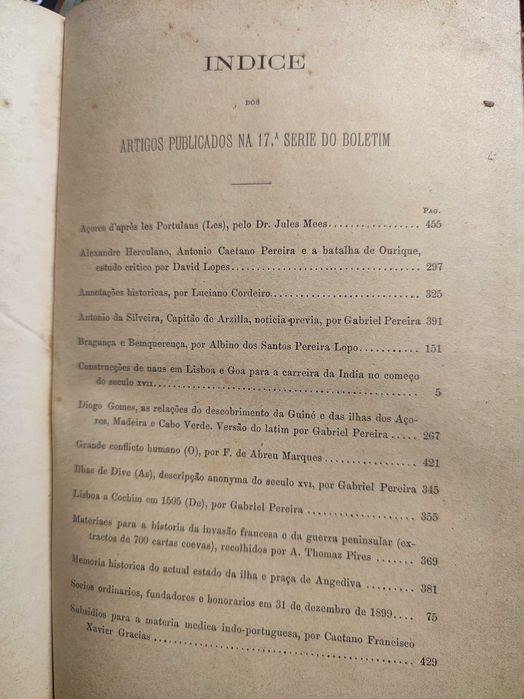 INDICE
DOS
ARTIGOS PUBLICADOS NA 17.ª SERIE DO BOLETIM
PAG.
Açores d'après les Portulans (Les), pelo Dr. Jules Mees................. 455
Alexandre Herculano, Antonio Caetano Pereira e a batalha de Ourique,
estudo critico por David Lopes.................................. 297
Annotações historicas, por Luciano Cordeiro........................... 325
Antonio da Silveira, Capitão de Arzilla, noticia previa, por Gabriel Pereira 391
Bragança e Bemquerença, por Albino dos Santos Pereira Lopo........... 151
Construcções de naus em Lisboa e Goa para a carreira da India no começo
do seculo XVII.................................................. 5
Diogo Gomes, as relações do descobrimento da Guiné e das ilhas dos Aço-
res, Madeira e Cabo Verde. Versão do latim por Gabriel Pereira ..... 267
Grande conflicto humano (O), por F. de Abreu Marques................. 421
Ilhas de Dive (As), descripção anonyma do seculo XVI, por Gabriel Pereira 345
Lisboa a Cochim em 1505 (De), por Gabriel Pereira ................... 355
Materiaes para a historia da invasão francesa e da guerra peninsular (ex-
tractos de 700 cartas coevas), recolhidos por A. Thomaz Pires ....... 369
Memoria historica do actual estado da ilha e praça de Angediva ......... 381
Socios ordinarios, fundadores e honorarios em 31 de dezembro de 1899.... 75
Subsidios para a materia medica indo-portuguesa, por Caetano Francisco
Xavier Gracias ................................................ 429